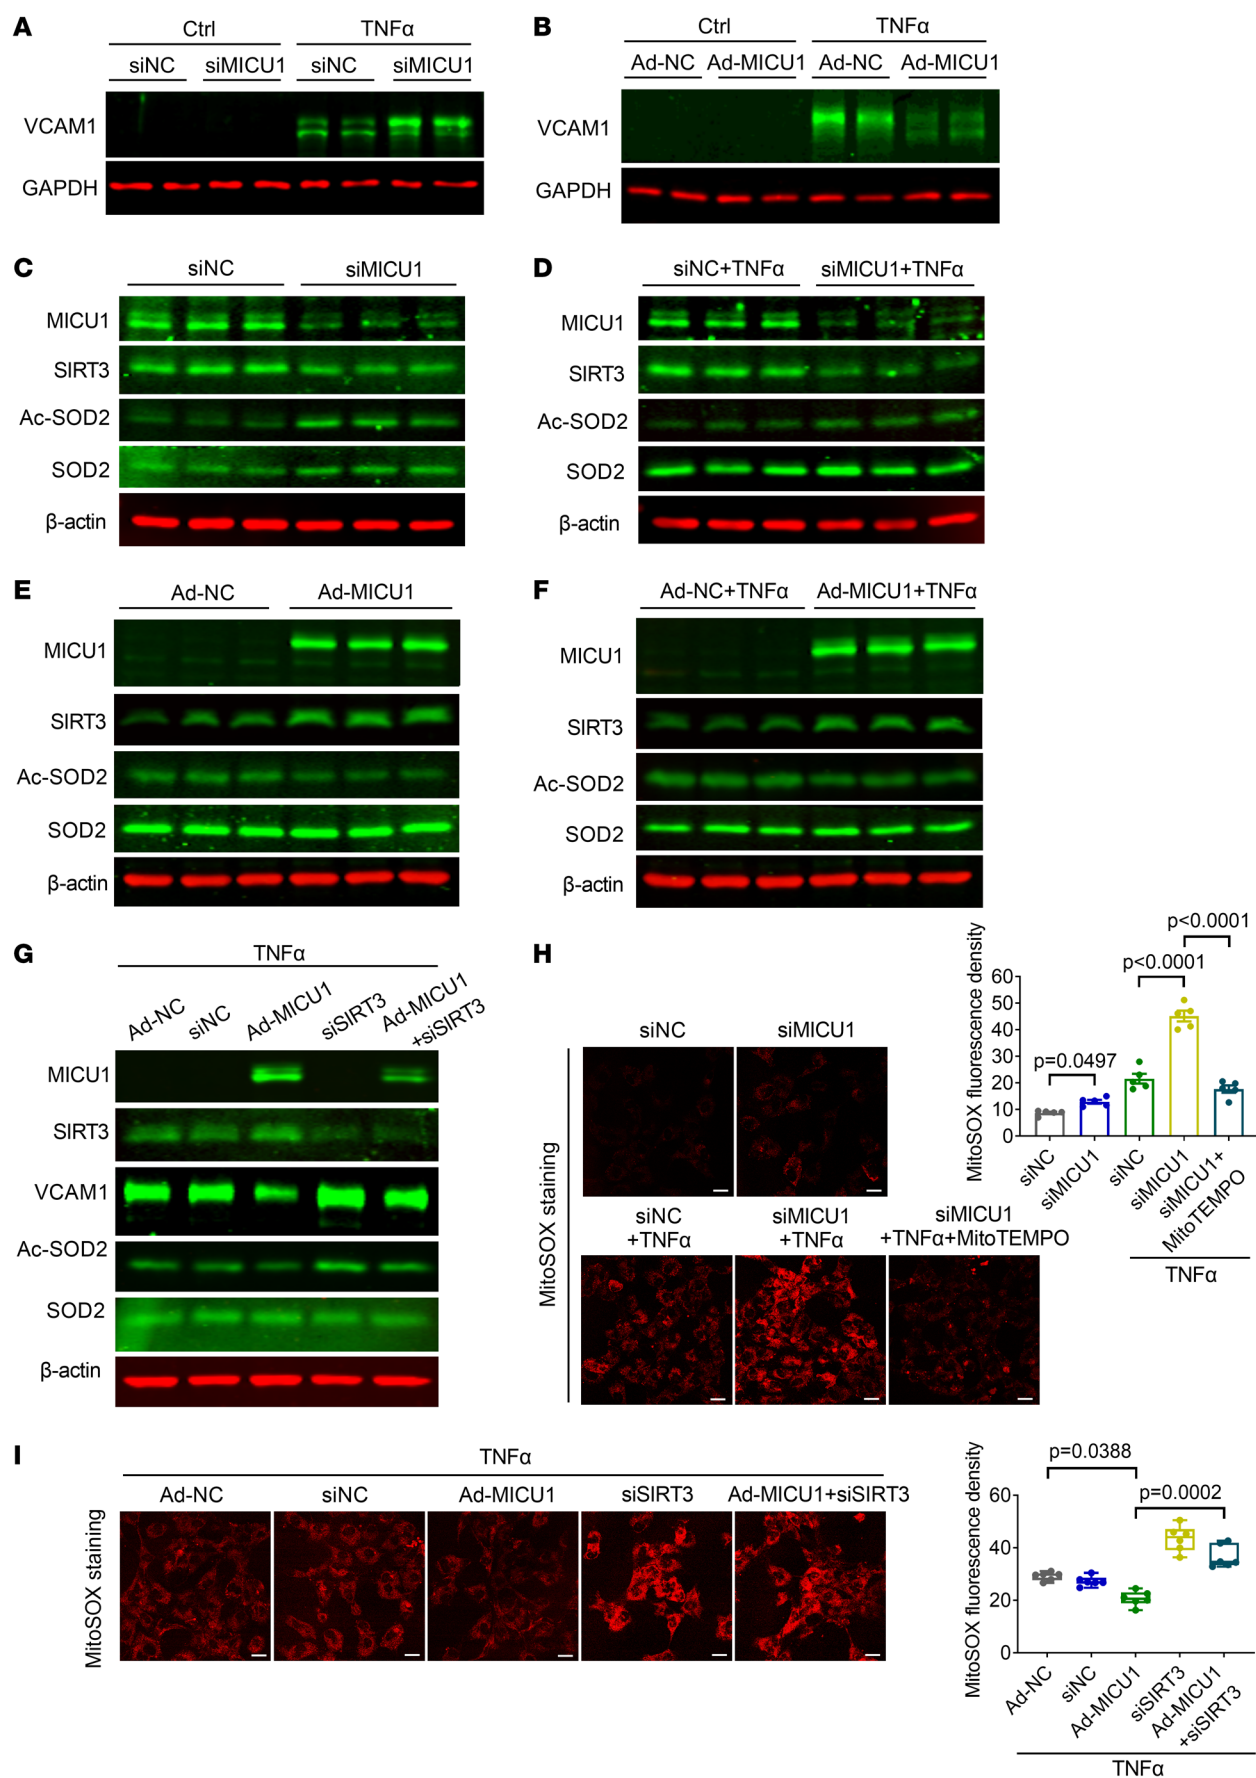 A
Ctrl
TNFα
siNC
siMICU1
siNC
siMICU1
VCAM1
GAPDH
B
Ctrl
TNFα
Ad-NC
Ad-MICU1
Ad-NC
Ad-MICU1
VCAM1
GAPDH
C
siNC
siMICU1
MICU1
SIRT3
Ac-SOD2
SOD2
β-actin
D
siNC+TNFα
siMICU1+TNFα
MICU1
SIRT3
Ac-SOD2
SOD2
β-actin
E
Ad-NC
Ad-MICU1
MICU1
SIRT3
Ac-SOD2
SOD2
β-actin
F
Ad-NC+TNFα
Ad-MICU1+TNFα
MICU1
SIRT3
Ac-SOD2
SOD2
β-actin
G
TNFα
Ad-NC
siNC
Ad-MICU1
siSIRT3
Ad-MICU1
+siSIRT3
MICU1
SIRT3
VCAM1
Ac-SOD2
SOD2
β-actin
H
MitoSOX staining
siNC
siMICU1
siNC
+TNFα
siMICU1
+TNFα
siMICU1
+TNFα+MitoTEMPO
MitoSOX fluorescence density
p<0.0001
p<0.0001
p=0.0497
60
50
40
30
20
10
0
siNC
siMICU1
siNC
siMICU1
siMICU1+
MitoTEMPO
TNFα
I
TNFα
MitoSOX staining
Ad-NC
siNC
Ad-MICU1
siSIRT3
Ad-MICU1+siSIRT3
MitoSOX fluorescence density
p=0.0388
p=0.0002
60
40
20
0
Ad-NC
siNC
Ad-MICU1
siSIRT3
Ad-MICU1
+siSIRT3
TNFα